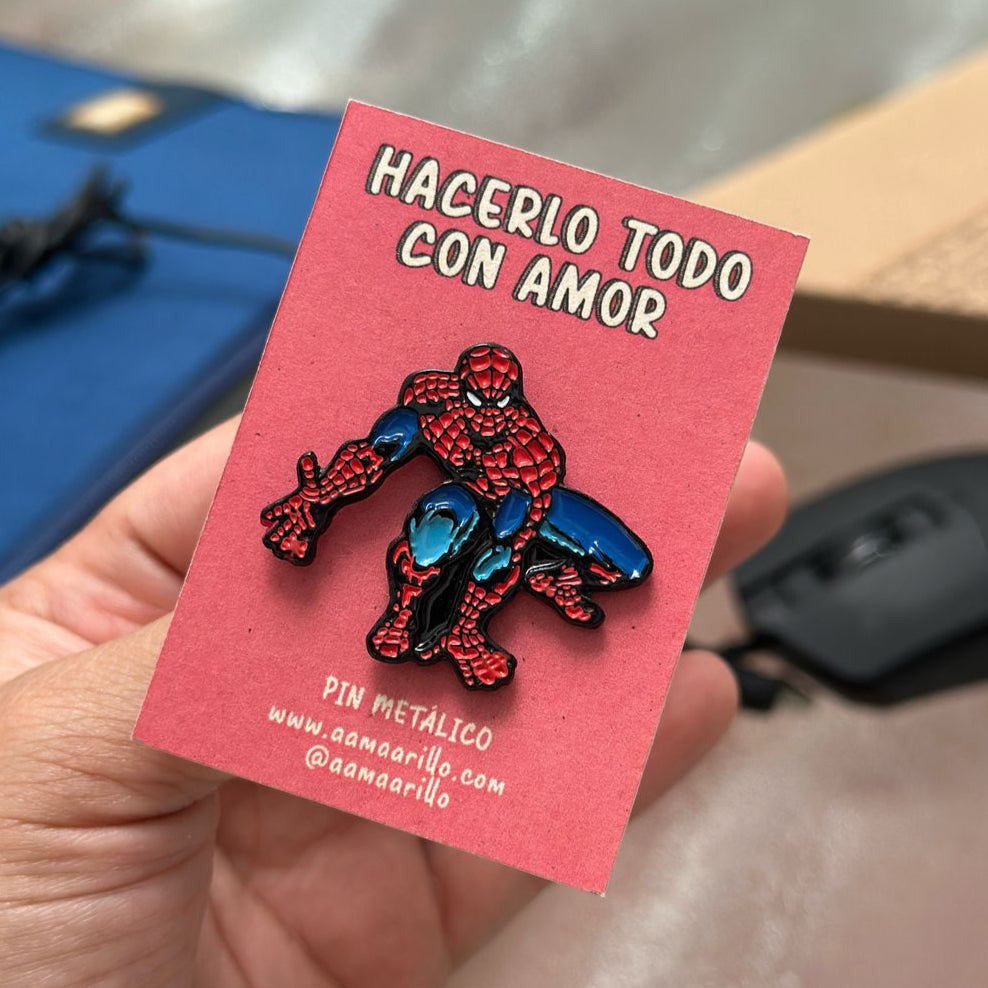 HACERLO TODO
CON AMOR
PIN METÁLICO
www.aamaarillo.com
@aamaarillo